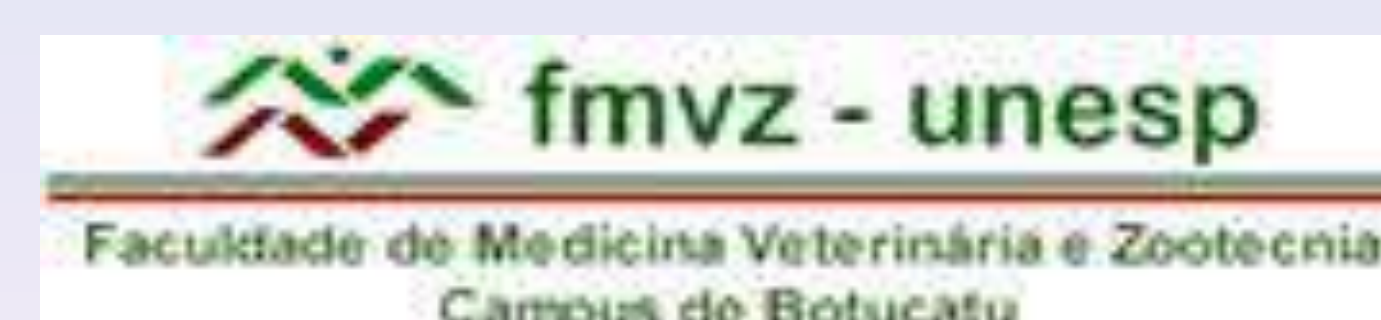 fmvz - unesp
Faculdade de Medicina Veterinária e Zootecnia
Campus de Botucatu